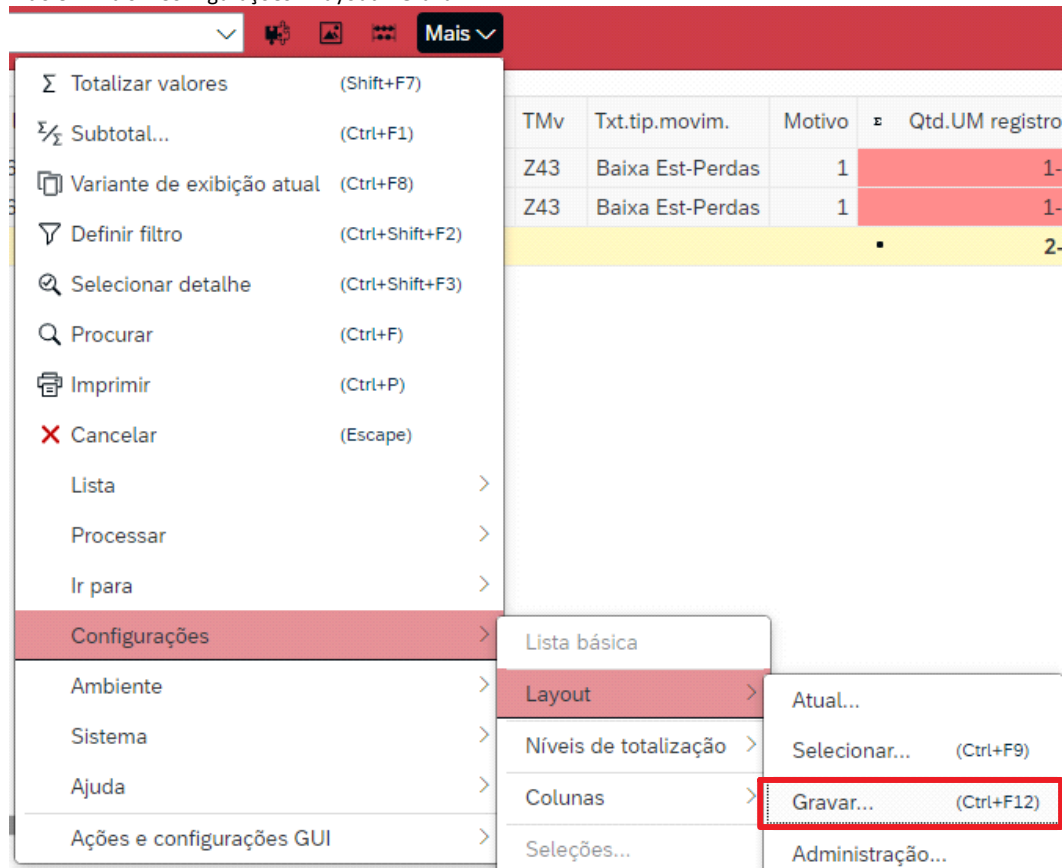 Mais
Σ Totalizar valores (Shift+F7)
Σ/Σ Subtotal... (Ctrl+F1)
Variante de exibição atual (Ctrl+F8)
Definir filtro (Ctrl+Shift+F2)
Selecionar detalhe (Ctrl+Shift+F3)
Procurar (Ctrl+F)
Imprimir (Ctrl+P)
Cancelar (Escape)
Lista
Processar
Ir para
Configurações
Ambiente
Sistema
Ajuda
Ações e configurações GUI
TMv Txt.tip.movim. Motivo Σ Qtd.UM registro
Z43 Baixa Est-Perdas 1 1-
Z43 Baixa Est-Perdas 1 1-
▪ 2-
Lista básica
Layout
Níveis de totalização
Colunas
Seleções...
Atual...
Selecionar... (Ctrl+F9)
Gravar... (Ctrl+F12)
Administração...